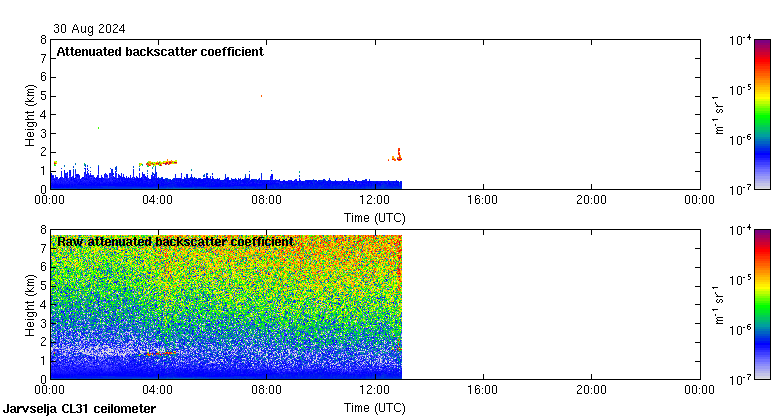 30 Aug 2024
Attenuated backscatter coefficient
8
7
6
5
4
3
2
1
0
Height (km)
00:00 04:00 08:00 12:00 16:00 20:00 00:00
Time (UTC)
10-4
10-5
10-6
10-7
m-1 sr-1
Raw attenuated backscatter coefficient
8
7
6
5
4
3
2
1
0
Height (km)
00:00 04:00 08:00 12:00 16:00 20:00 00:00
Time (UTC)
10-4
10-5
10-6
10-7
m-1 sr-1
Jarvselja CL31 ceilometer